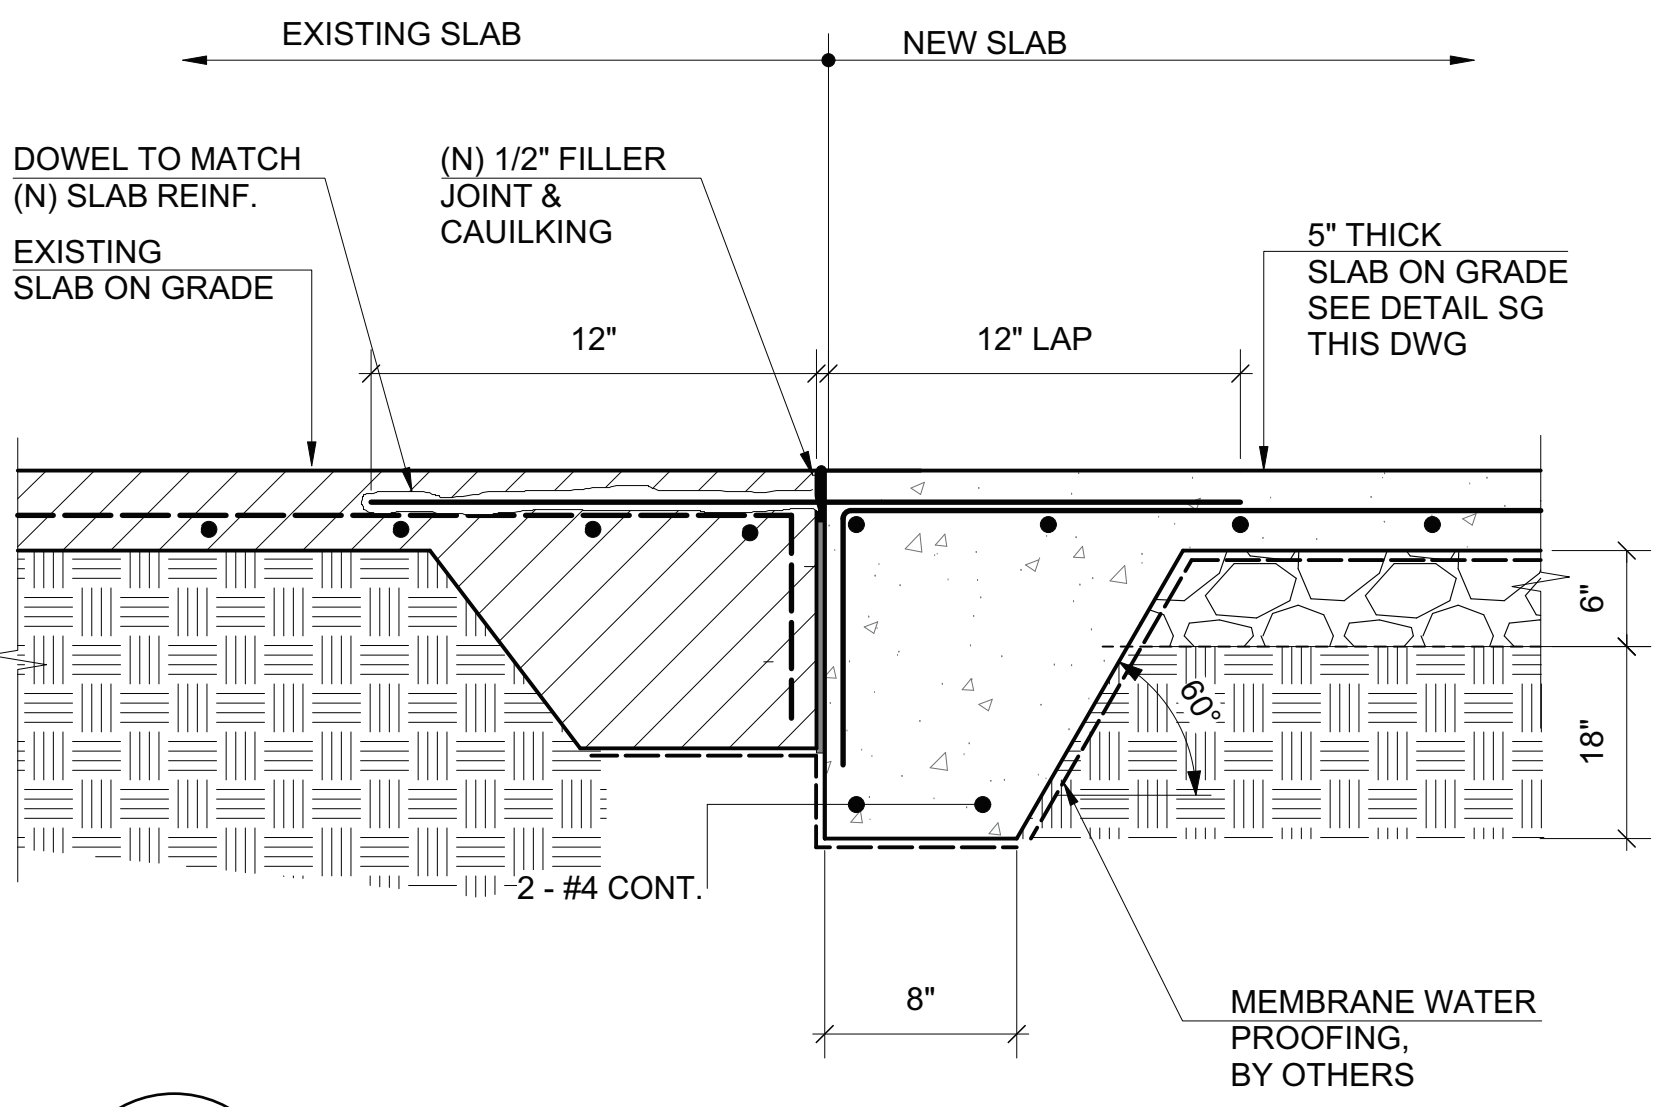 EXISTING SLAB
NEW SLAB
DOWEL TO MATCH
(N) SLAB REINF.
EXISTING
SLAB ON GRADE
(N) 1/2" FILLER
JOINT &
CAUILKING
5" THICK
SLAB ON GRADE
SEE DETAIL SG
THIS DWG
12"
12" LAP
6"
60°
18"
2 - #4 CONT.
8"
MEMBRANE WATER
PROOFING,
BY OTHERS